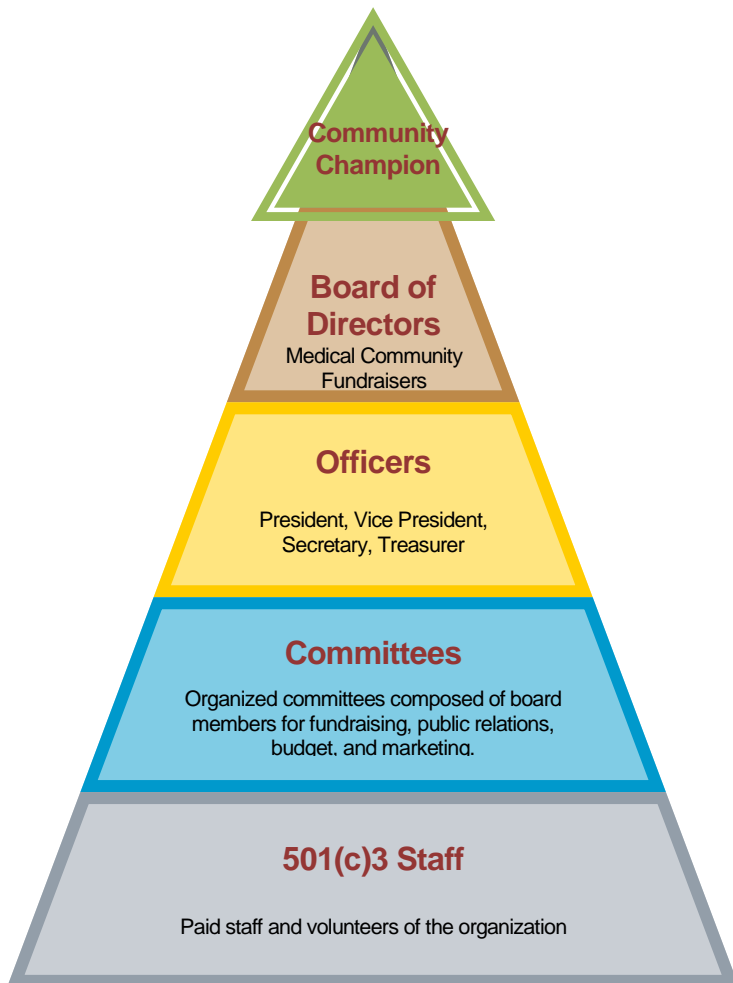 Community
Champion
Board of
Directors
Medical Community
Fundraisers
Officers
President, Vice President,
Secretary, Treasurer
Committees
Organized committees composed of board
members for fundraising, public relations,
budget, and marketing.
501(c)3 Staff
Paid staff and volunteers of the organization